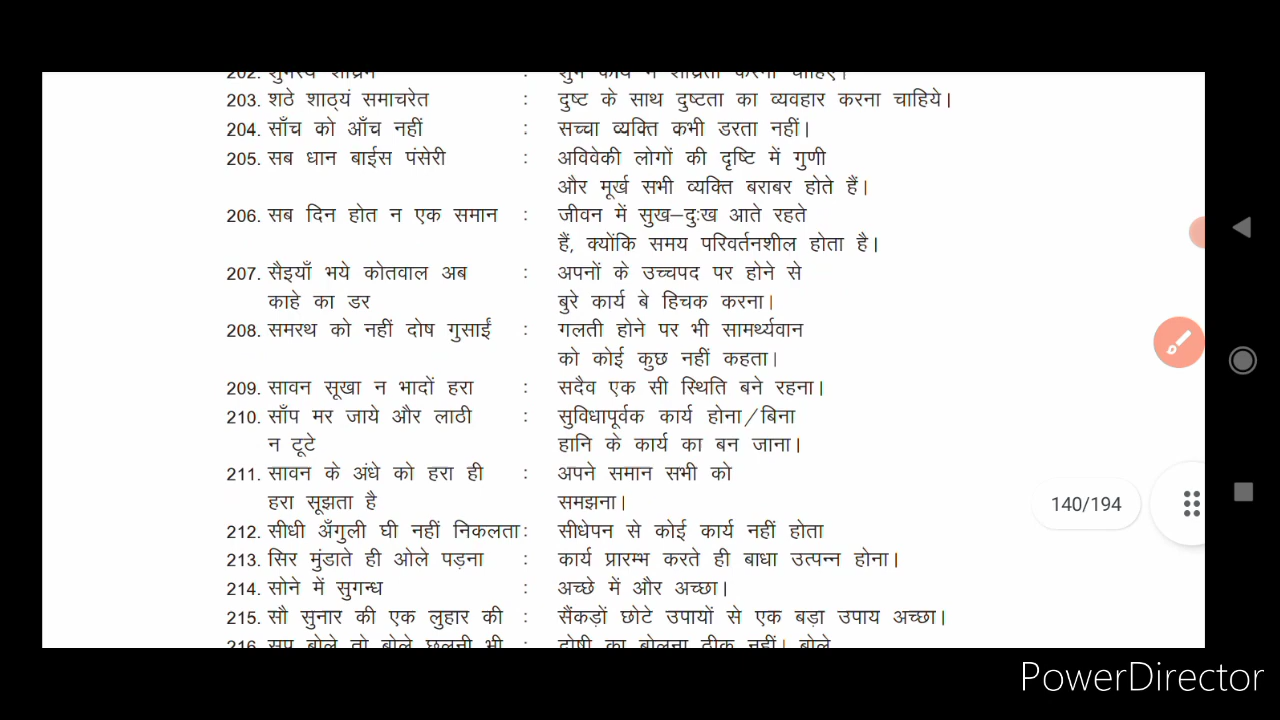 203. शठे शाठ्यं समाचरेत : दुष्ट के साथ दुष्टता का व्यवहार करना चाहिये।
204. साँच को आँच नहीं : सच्चा व्यक्ति कभी डरता नहीं।
205. सब धान बाईस पंसेरी : अविवेकी लोगों की दृष्टि में गुणी
और मूर्ख सभी व्यक्ति बराबर होते हैं।
206. सब दिन होत न एक समान : जीवन में सुख–दुःख आते रहते
हैं, क्योंकि समय परिवर्तनशील होता है।
207. सैइयाँ भये कोतवाल अब : अपनों के उच्चपद पर होने से
काहे का डर बुरे कार्य बे हिचक करना।
208. समरथ को नहीं दोष गुसाईं : गलती होने पर भी सामर्थ्यवान
को कोई कुछ नहीं कहता।
209. सावन सूखा न भादों हरा : सदैव एक सी स्थिति बने रहना।
210. साँप मर जाये और लाठी : सुविधापूर्वक कार्य होना/बिना
न टूटे हानि के कार्य का बन जाना।
211. सावन के अंधे को हरा ही : अपने समान सभी को
हरा सूझता है समझना।
140/194
212. सीधी अँगुली घी नहीं निकलता : सीधेपन से कोई कार्य नहीं होता
213. सिर मुंडाते ही ओले पड़ना : कार्य प्रारम्भ करते ही बाधा उत्पन्न होना।
214. सोने में सुगन्ध : अच्छे में और अच्छा।
215. सौ सुनार की एक लुहार की : सैंकड़ों छोटे उपायों से एक बड़ा उपाय अच्छा।
PowerDirector